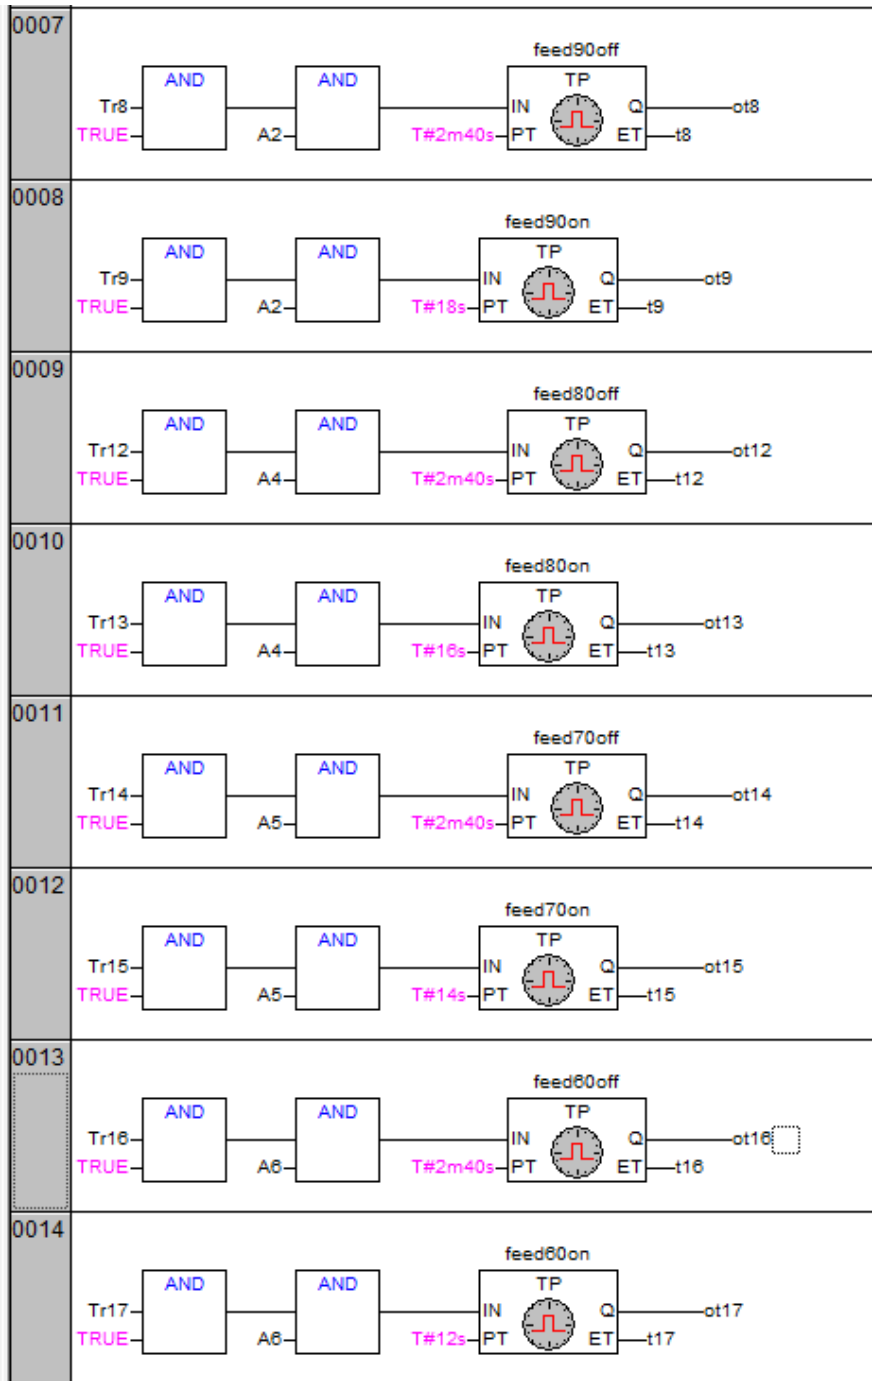 0007
feed90off
AND AND TP
Tr8 IN Q ot8
TRUE A2 T#2m40s PT ET t8
0008
feed90on
AND AND TP
Tr9 IN Q ot9
TRUE A2 T#18s PT ET t9
0009
feed80off
AND AND TP
Tr12 IN Q ot12
TRUE A4 T#2m40s PT ET t12
0010
feed80on
AND AND TP
Tr13 IN Q ot13
TRUE A4 T#16s PT ET t13
0011
feed70off
AND AND TP
Tr14 IN Q ot14
TRUE A5 T#2m40s PT ET t14
0012
feed70on
AND AND TP
Tr15 IN Q ot15
TRUE A5 T#14s PT ET t15
0013
feed60off
AND AND TP
Tr16 IN Q ot16
TRUE A6 T#2m40s PT ET t16
0014
feed60on
AND AND TP
Tr17 IN Q ot17
TRUE A6 T#12s PT ET t17